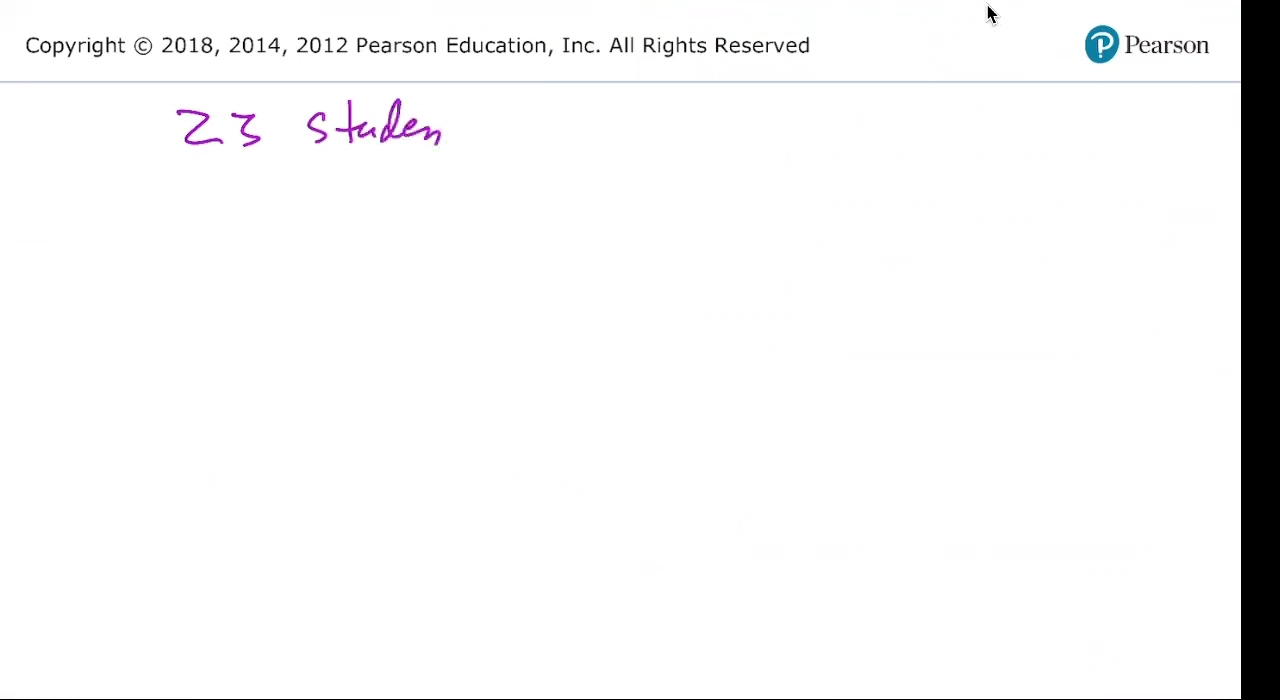 Copyright © 2018, 2014, 2012 Pearson Education, Inc. All Rights Reserved
Pearson
23 studen